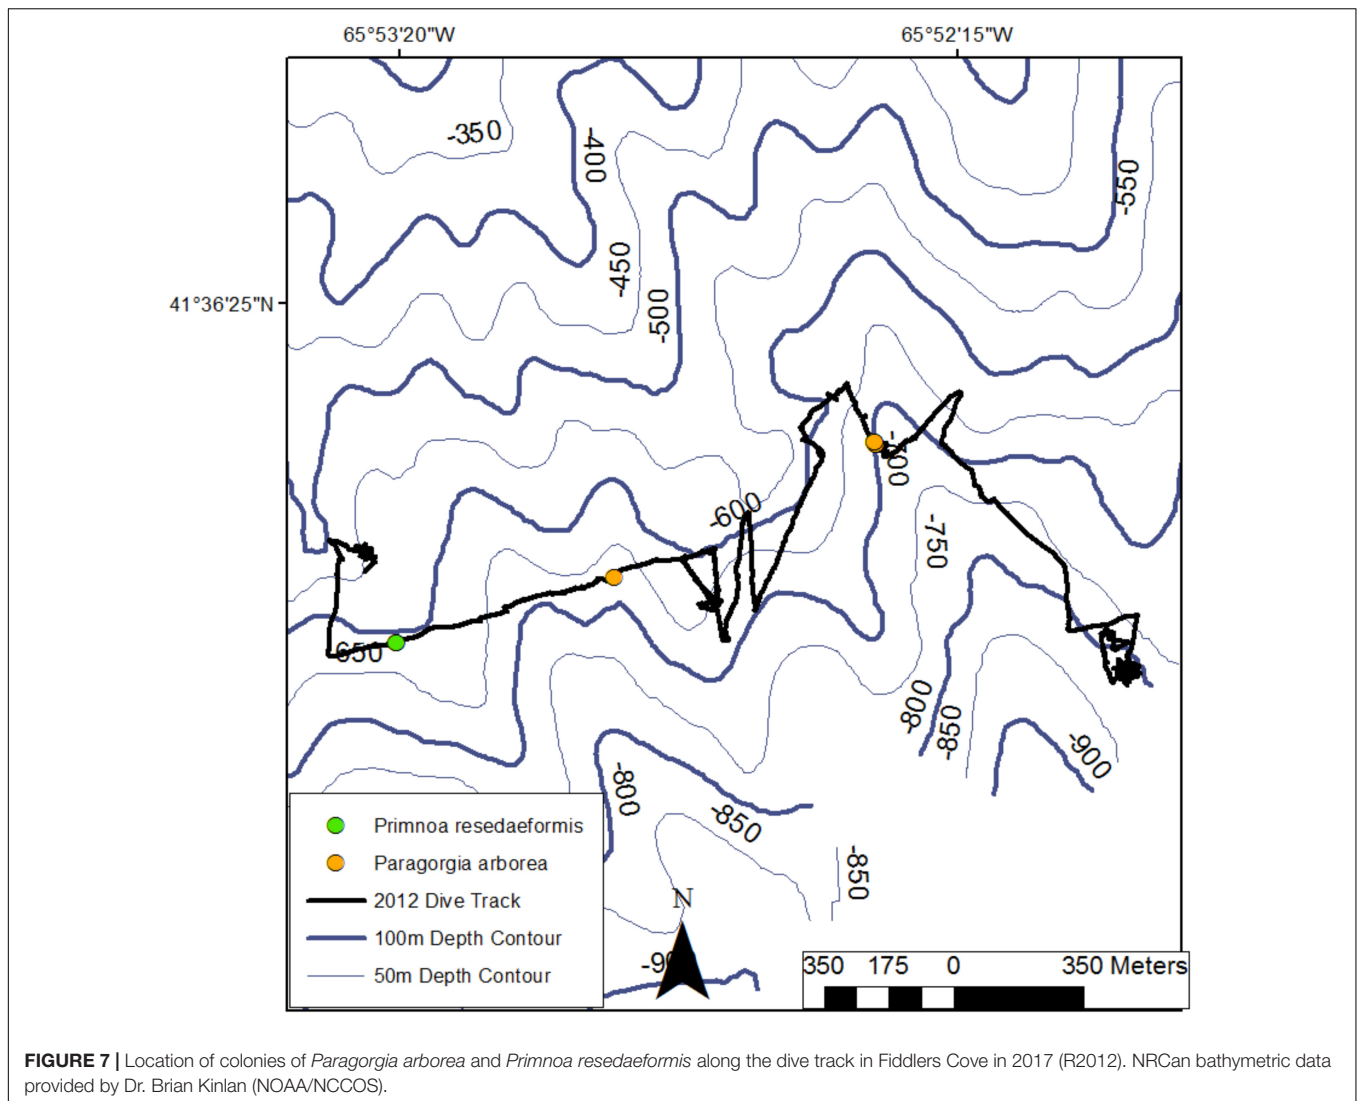 65°53'20"W
65°52'15"W
-350
-400
-550
-450
41°36'25"N
-500
-700
-600
-750
650
-800
-850
-900
-800
-850
-850
N
Primnoa resedaeformis
Paragorgia arborea
2012 Dive Track
100m Depth Contour
50m Depth Contour
350 175 0 350 Meters
FIGURE 7 | Location of colonies of Paragorgia arborea and Primnoa resedaeformis along the dive track in Fiddlers Cove in 2017 (R2012). NRCan bathymetric data
provided by Dr. Brian Kinlan (NOAA/NCCOS).